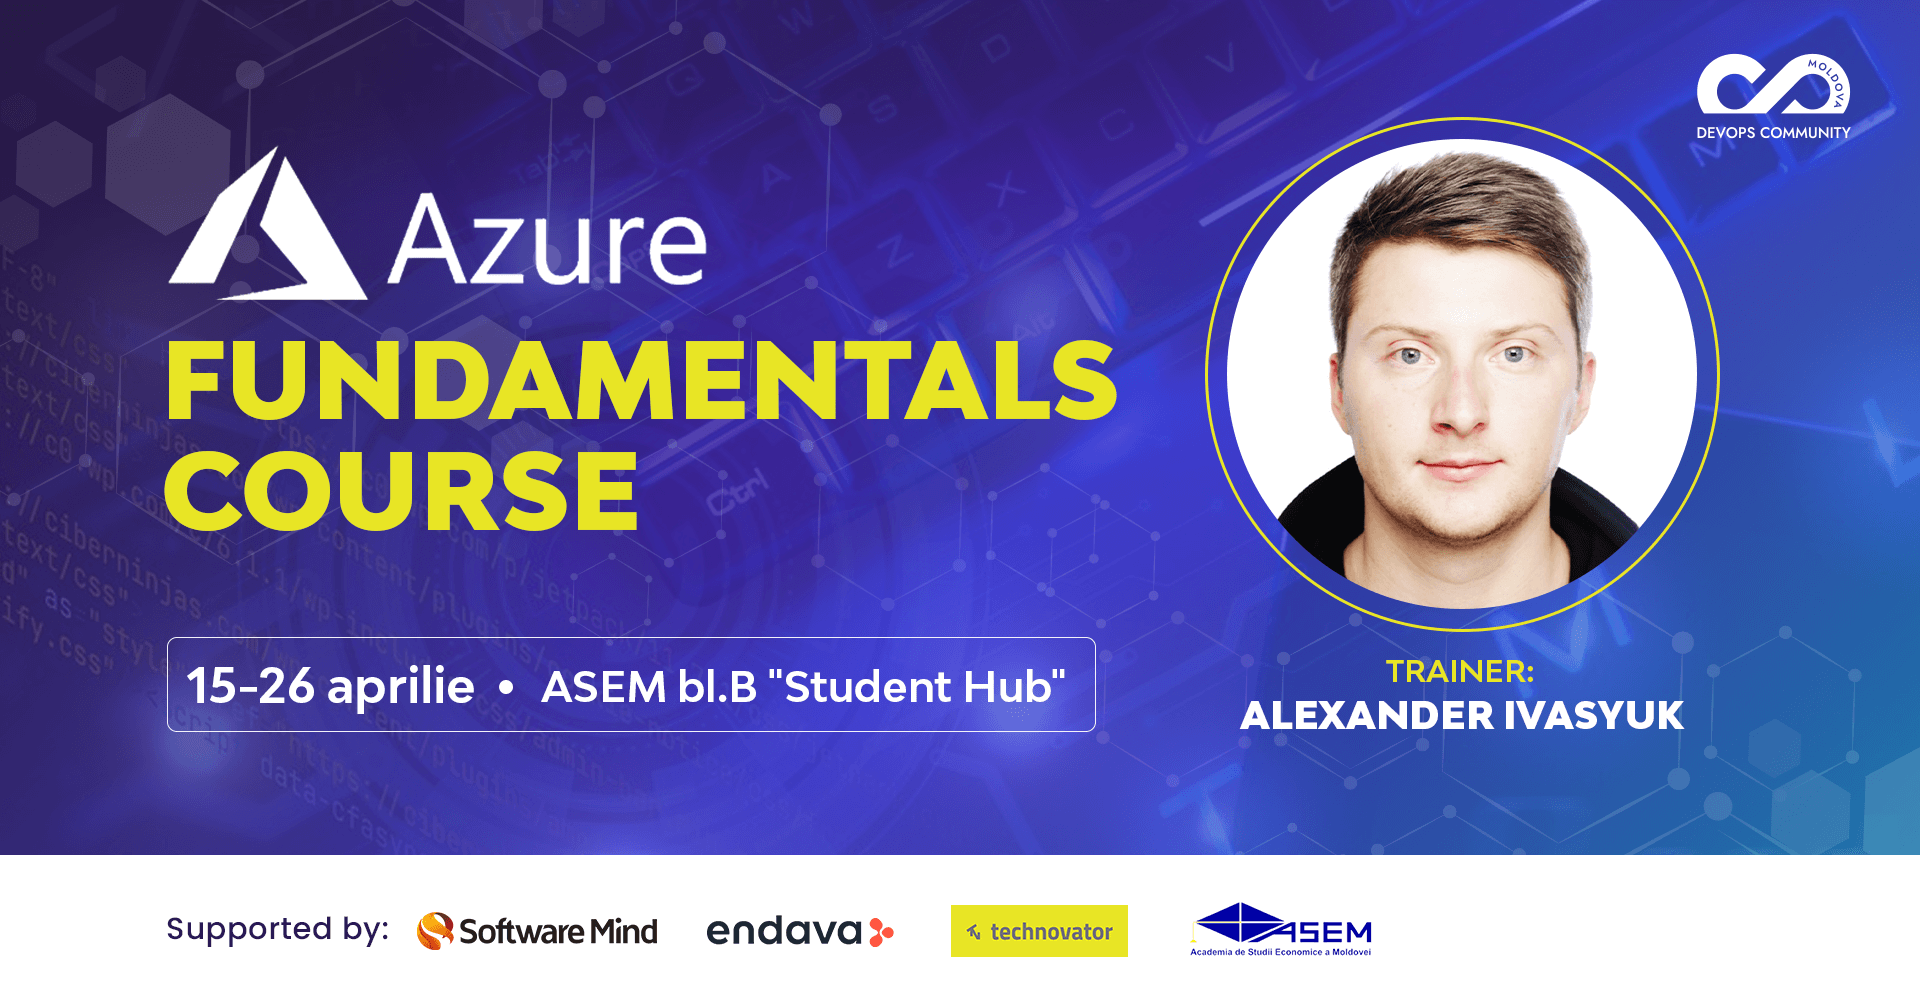 MOLDOVA
DEVOPS COMMUNITY
Azure
FUNDAMENTALS
COURSE
15-26 aprilie • ASEM bl.B "Student Hub"
TRAINER:
ALEXANDER IVASYUK
Supported by:
Software Mind
endava
technovator
ASEM
Academia de Studii Economice a Moldovei